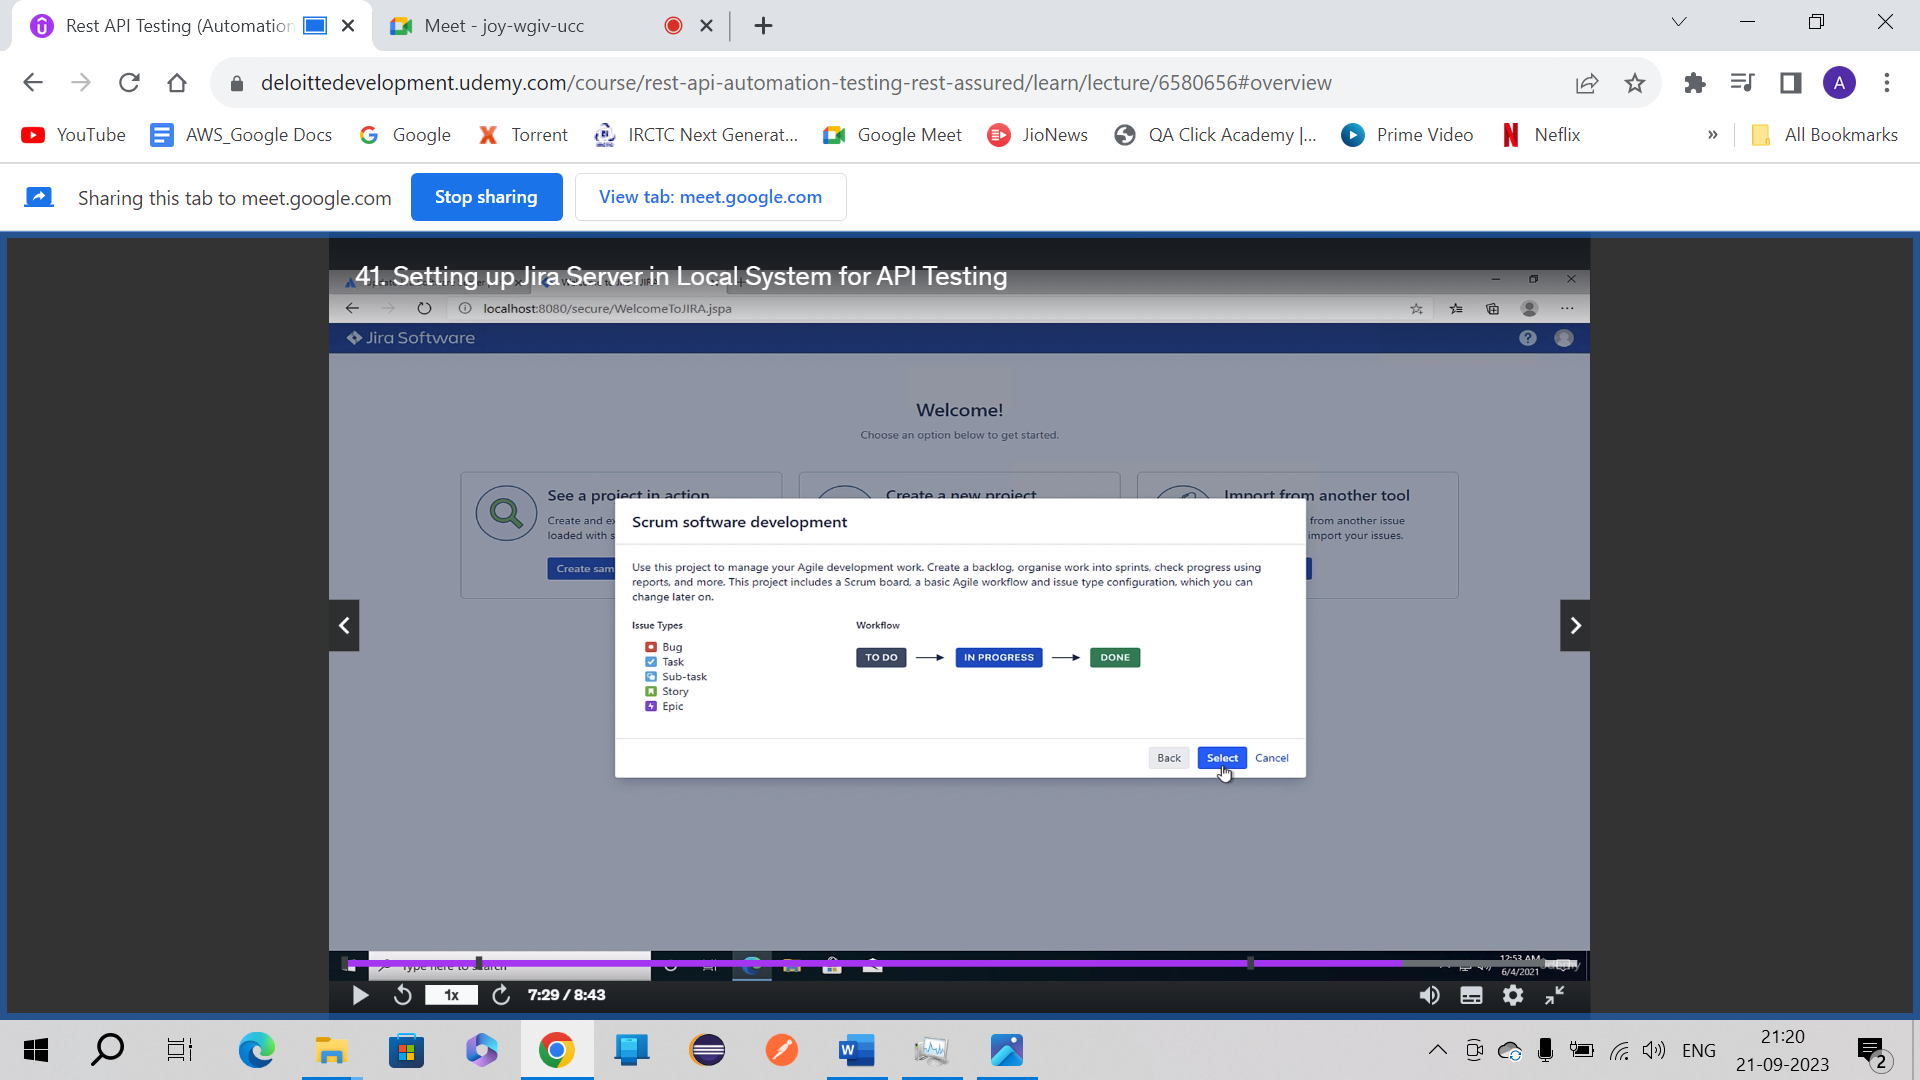 Rest API Testing (Automation
Meet - joy-wgiv-ucc
deloittedevelopment.udemy.com/course/rest-api-automation-testing-rest-assured/learn/lecture/6580656#overview
A
YouTube
AWS_Google Docs
Google
Torrent
IRCTC Next Generat...
Google Meet
JioNews
QA Click Academy |...
Prime Video
Neflix
»
All Bookmarks
Sharing this tab to meet.google.com
Stop sharing
View tab: meet.google.com
41. Setting up Jira Server in Local System for API Testing
localhost:8080/secure/WelcomeToJIRA.jspa
Jira Software
Welcome!
Choose an option below to get started.
See a project in action
Create a new project
Import from another tool
Create and ex
from another issue
loaded with s
import your issues.
Create sam
Scrum software development
Use this project to manage your Agile development work. Create a backlog, organise work into sprints, check progress using
reports, and more. This project includes a Scrum board, a basic Agile workflow and issue type configuration, which you can
change later on.
Issue Types
Workflow
Bug
Task
Sub-task
Story
Epic
TO DO
IN PROGRESS
DONE
Back
Select
Cancel
Type here to search
12:53 AM
6/4/2021
udemy
1x
7:29 / 8:43
ENG
21:20
21-09-2023
2